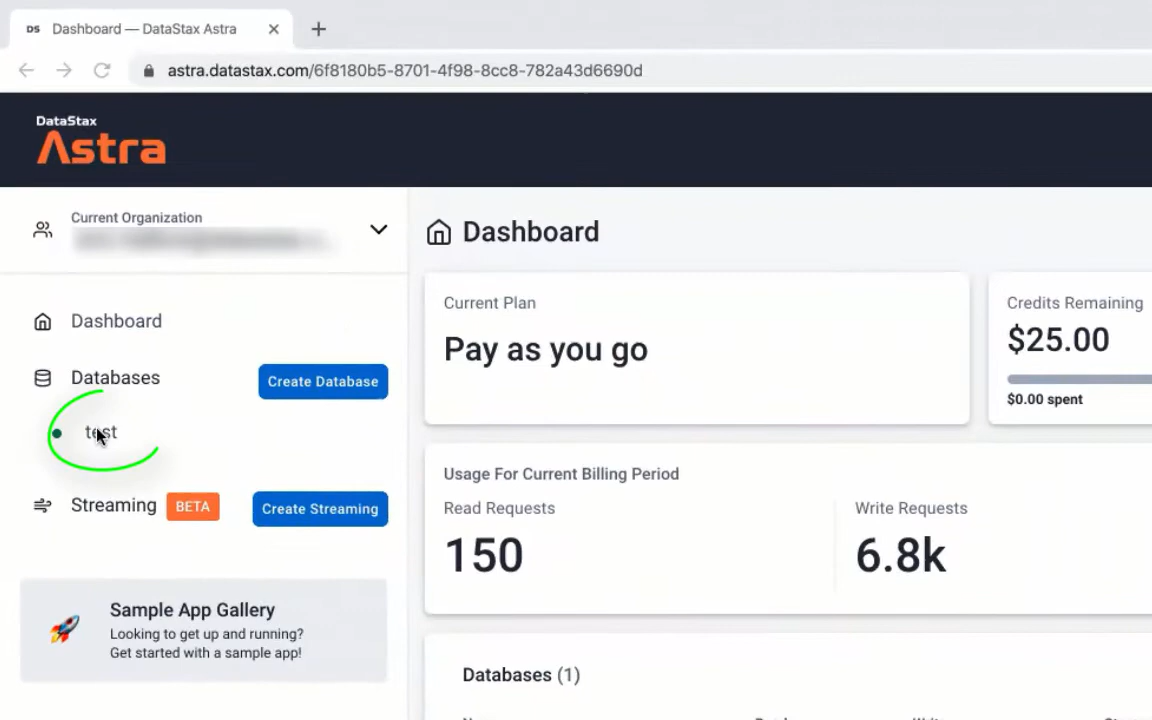 DS Dashboard — DataStax Astra
astra.datastax.com/6f8180b5-8701-4f98-8cc8-782a43d6690d
DataStax
Astra
Current Organization
Dashboard
Dashboard
Databases
Create Database
test
Streaming BETA
Create Streaming
Sample App Gallery
Looking to get up and running?
Get started with a sample app!
Current Plan
Pay as you go
Credits Remaining
$25.00
$0.00 spent
Usage For Current Billing Period
Read Requests
150
Write Requests
6.8k
Databases (1)